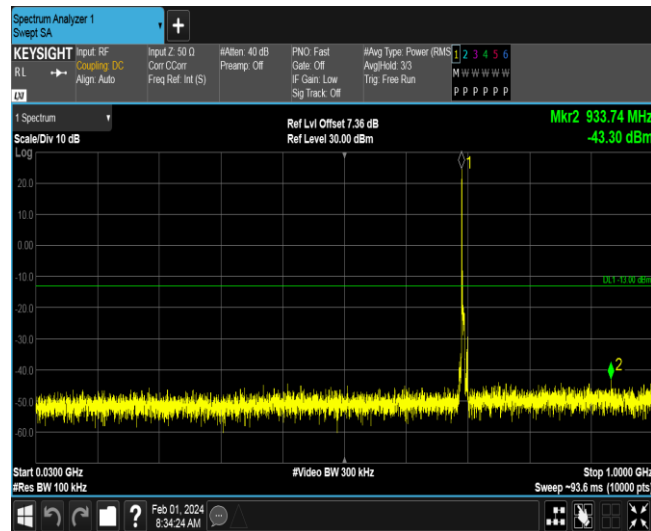 Spectrum Analyzer 1
Swept SA
+
KEYSIGHT
RL
LXI
Input: RF
Coupling: DC
Align: Auto
Input Z: 50 Ω
Corr CCorr
Freq Ref: Int (S)
#Atten: 40 dB
Preamp: Off
PNO: Fast
Gate: Off
IF Gain: Low
Sig Track: Off
#Avg Type: Power (RMS
Avg|Hold: 3/3
Trig: Free Run
1 2 3 4 5 6
M W W W W W
P P P P P P
1 Spectrum
Scale/Div 10 dB
Log
Ref Lvl Offset 7.36 dB
Ref Level 30.00 dBm
Mkr2 933.74 MHz
-43.30 dBm
1
20.0
10.0
0.00
-10.0
DL1 -13.00 dBm
-20.0
-30.0
-40.0
2
-50.0
-60.0
Start 0.0300 GHz
#Res BW 100 kHz
#Video BW 300 kHz
Stop 1.0000 GHz
Sweep ~93.6 ms (10000 pts)
?
Feb 01, 2024
8:34:24 AM